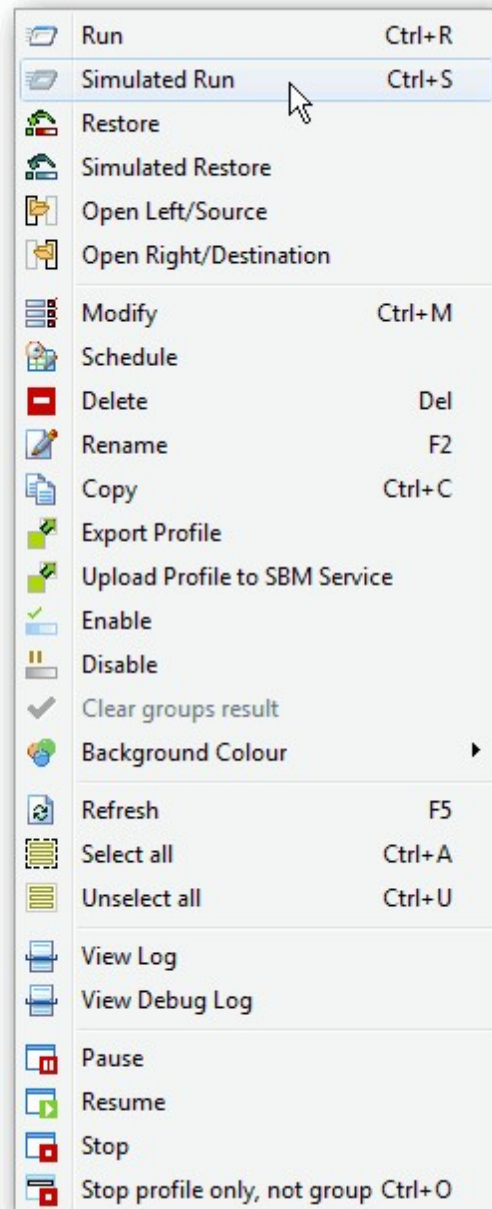 Run Ctrl+R
Simulated Run Ctrl+S
Restore
Simulated Restore
Open Left/Source
Open Right/Destination
Modify Ctrl+M
Schedule
Delete Del
Rename F2
Copy Ctrl+C
Export Profile
Upload Profile to SBM Service
Enable
Disable
Clear groups result
Background Colour
Refresh F5
Select all Ctrl+A
Unselect all Ctrl+U
View Log
View Debug Log
Pause
Resume
Stop
Stop profile only, not group Ctrl+O